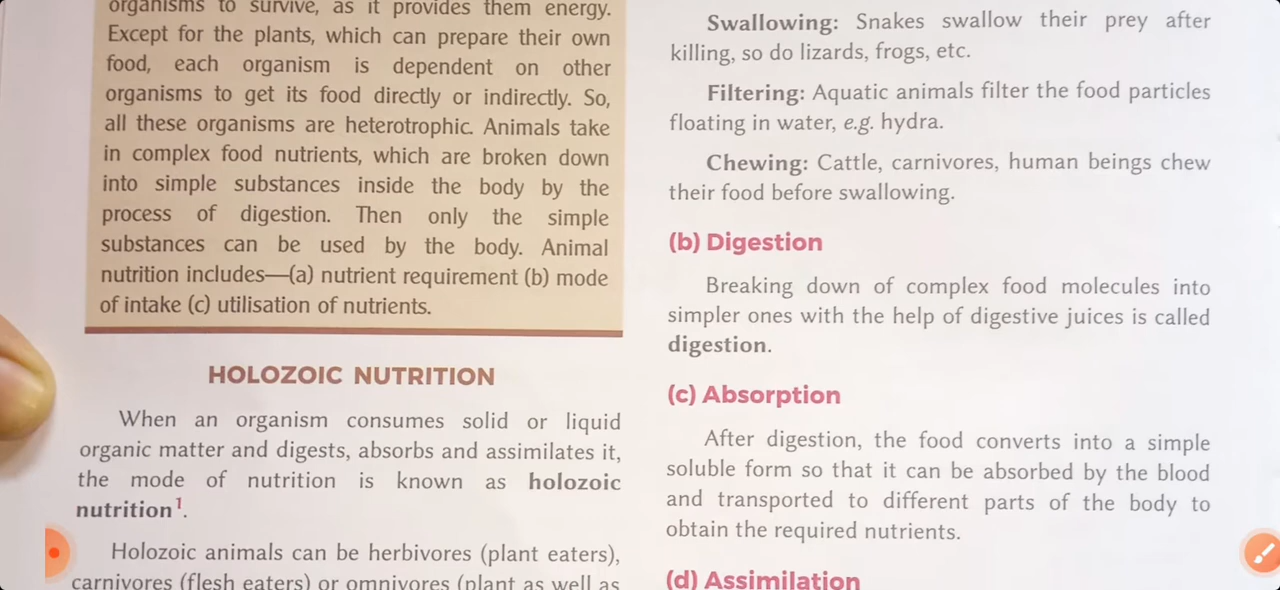 organisms to survive, as it provides them energy.
Except for the plants, which can prepare their own
food, each organism is dependent on other
organisms to get its food directly or indirectly. So,
all these organisms are heterotrophic. Animals take
in complex food nutrients, which are broken down
into simple substances inside the body by the
process of digestion. Then only the simple
substances can be used by the body. Animal
nutrition includes—(a) nutrient requirement (b) mode
of intake (c) utilisation of nutrients.
HOLOZOIC NUTRITION
When an organism consumes solid or liquid
organic matter and digests, absorbs and assimilates it,
the mode of nutrition is known as holozoic
nutrition¹.
Holozoic animals can be herbivores (plant eaters),
carnivores (flesh eaters) or omnivores (plant as well as
Swallowing: Snakes swallow their prey after
killing, so do lizards, frogs, etc.
Filtering: Aquatic animals filter the food particles
floating in water, e.g. hydra.
Chewing: Cattle, carnivores, human beings chew
their food before swallowing.
(b) Digestion
Breaking down of complex food molecules into
simpler ones with the help of digestive juices is called
digestion.
(c) Absorption
After digestion, the food converts into a simple
soluble form so that it can be absorbed by the blood
and transported to different parts of the body to
obtain the required nutrients.
(d) Assimilation